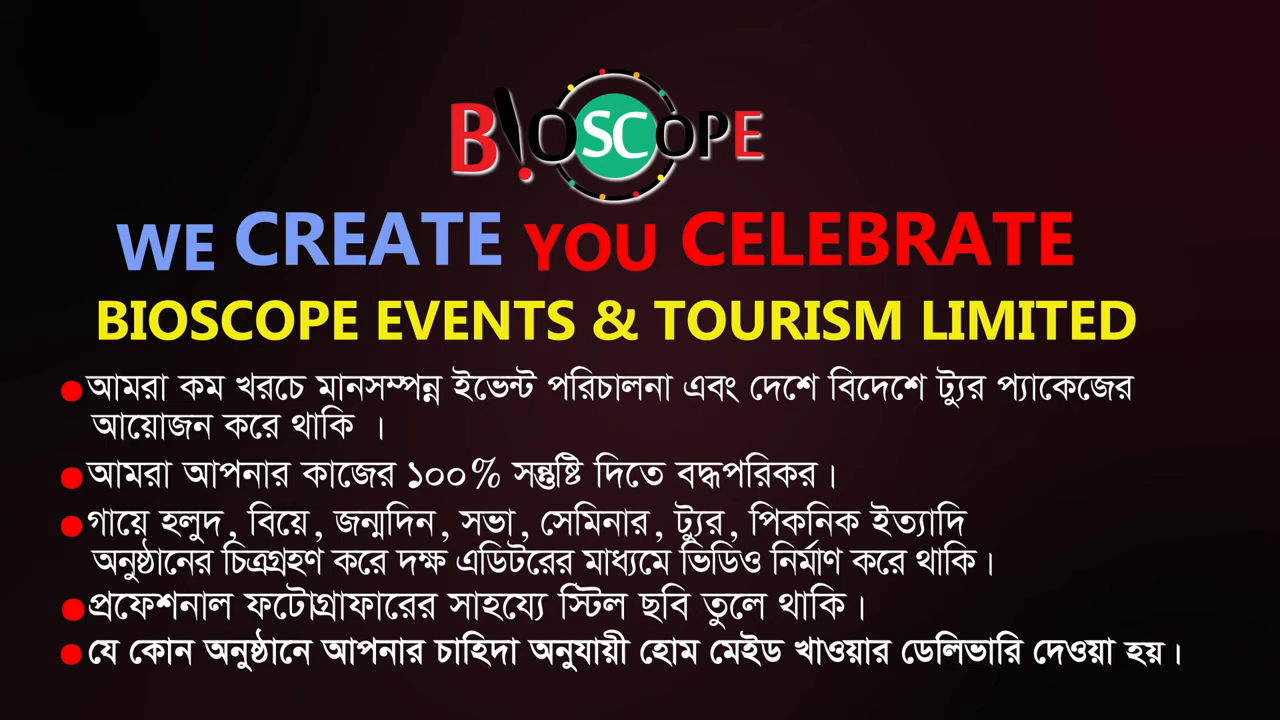 BIOSCOPE
WE CREATE YOU CELEBRATE
BIOSCOPE EVENTS & TOURISM LIMITED
আমরা কম খরচে মানসম্পন্ন ইভেন্ট পরিচালনা এবং দেশে বিদেশে ট্যুর প্যাকেজের
আয়োজন করে থাকি ।
আমরা আপনার কাজের ১০০% সন্তুষ্টি দিতে বদ্ধপরিকর।
গায়ে হলুদ, বিয়ে, জন্মদিন, সভা, সেমিনার, ট্যুর, পিকনিক ইত্যাদি
অনুষ্ঠানের চিত্রগ্রহণ করে দক্ষ এডিটরের মাধ্যমে ভিডিও নির্মাণ করে থাকি।
প্রফেশনাল ফটোগ্রাফারের সাহয্যে স্টিল ছবি তুলে থাকি।
যে কোন অনুষ্ঠানে আপনার চাহিদা অনুযায়ী হোম মেইড খাওয়ার ডেলিভারি দেওয়া হয়।